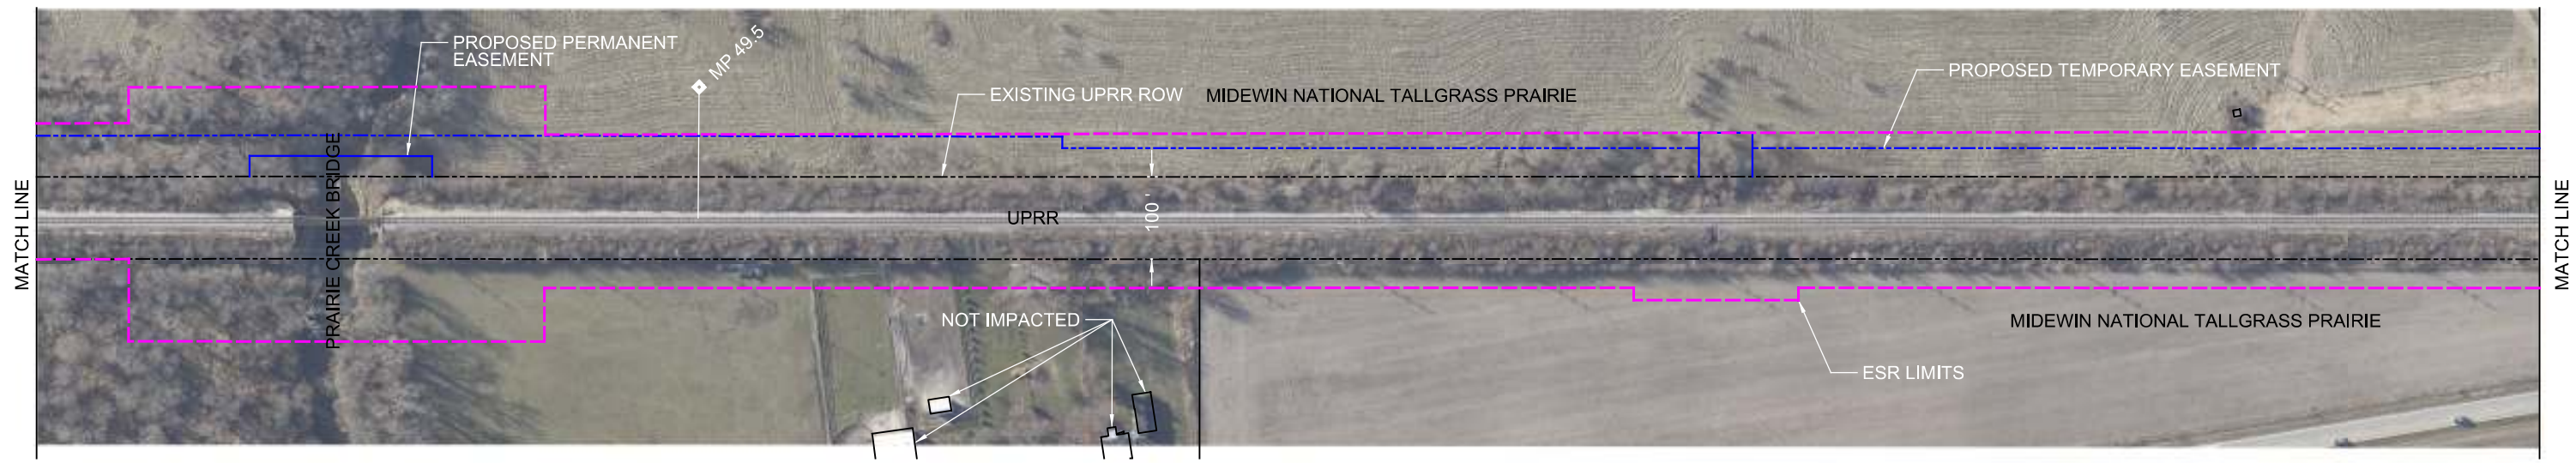 PROPOSED PERMANENT
EASEMENT
MP 49.5
EXISTING UPRR ROW
MIDEWIN NATIONAL TALLGRASS PRAIRIE
PROPOSED TEMPORARY EASEMENT
MATCH LINE
PRAIRIE CREEK BRIDGE
UPRR
100'
MATCH LINE
NOT IMPACTED
MIDEWIN NATIONAL TALLGRASS PRAIRIE
ESR LIMITS